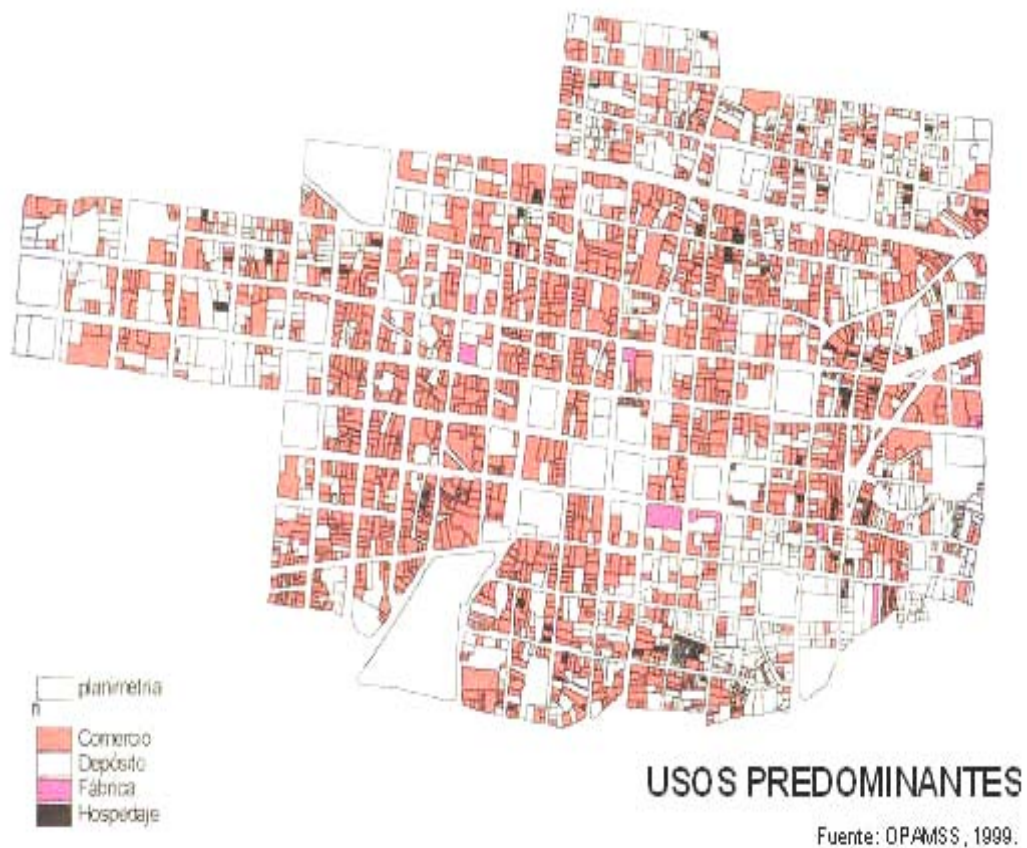 planimetria
n
Comercio
Depósito
Fábrica
Hospedaje
USOS PREDOMINANTES
Fuente: OPAMSS, 1999.